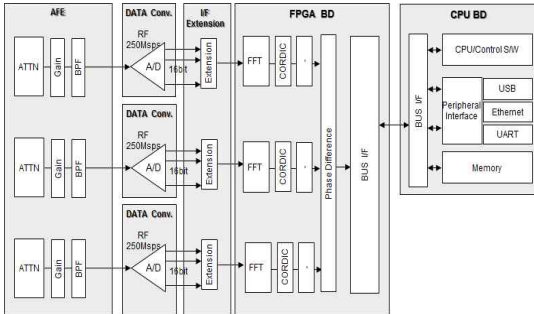 AFE
DATA Conv.
I/F
Extension
FPGA BD
CPU BD
RF
250Msps
ATTN
Gain
BPF
A/D
16bit
Extension
FFT
CORDIC
DATA Conv.
RF
250Msps
ATTN
Gain
BPF
A/D
16bit
Extension
FFT
CORDIC
DATA Conv.
RF
250Msps
ATTN
Gain
BPF
A/D
16bit
Extension
FFT
CORDIC
Phase Difference
BUS I/F
BUS I/F
CPU/Control S/W
Peripheral
Interface
USB
Ethernet
UART
Memory